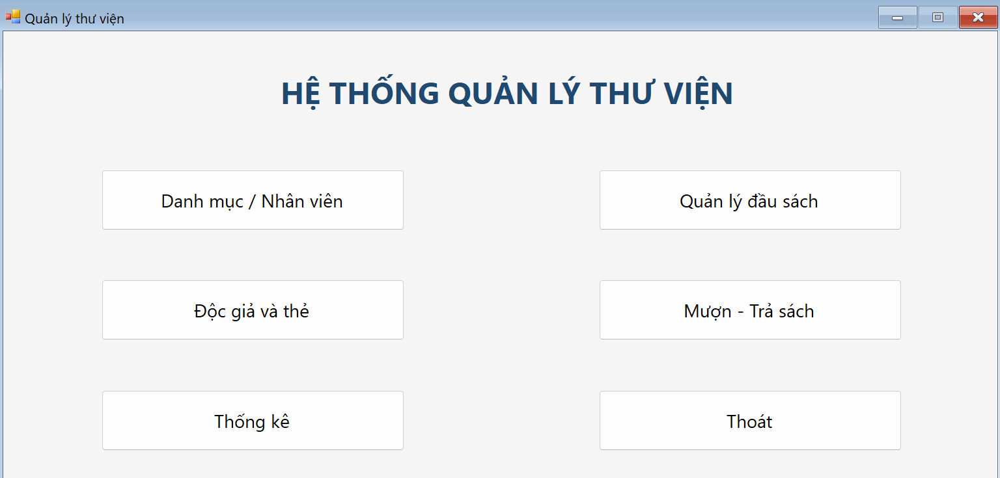 Quản lý thư viện
HỆ THỐNG QUẢN LÝ THƯ VIỆN
Danh mục / Nhân viên
Quản lý đầu sách
Độc giả và thẻ
Mượn - Trả sách
Thống kê
Thoát